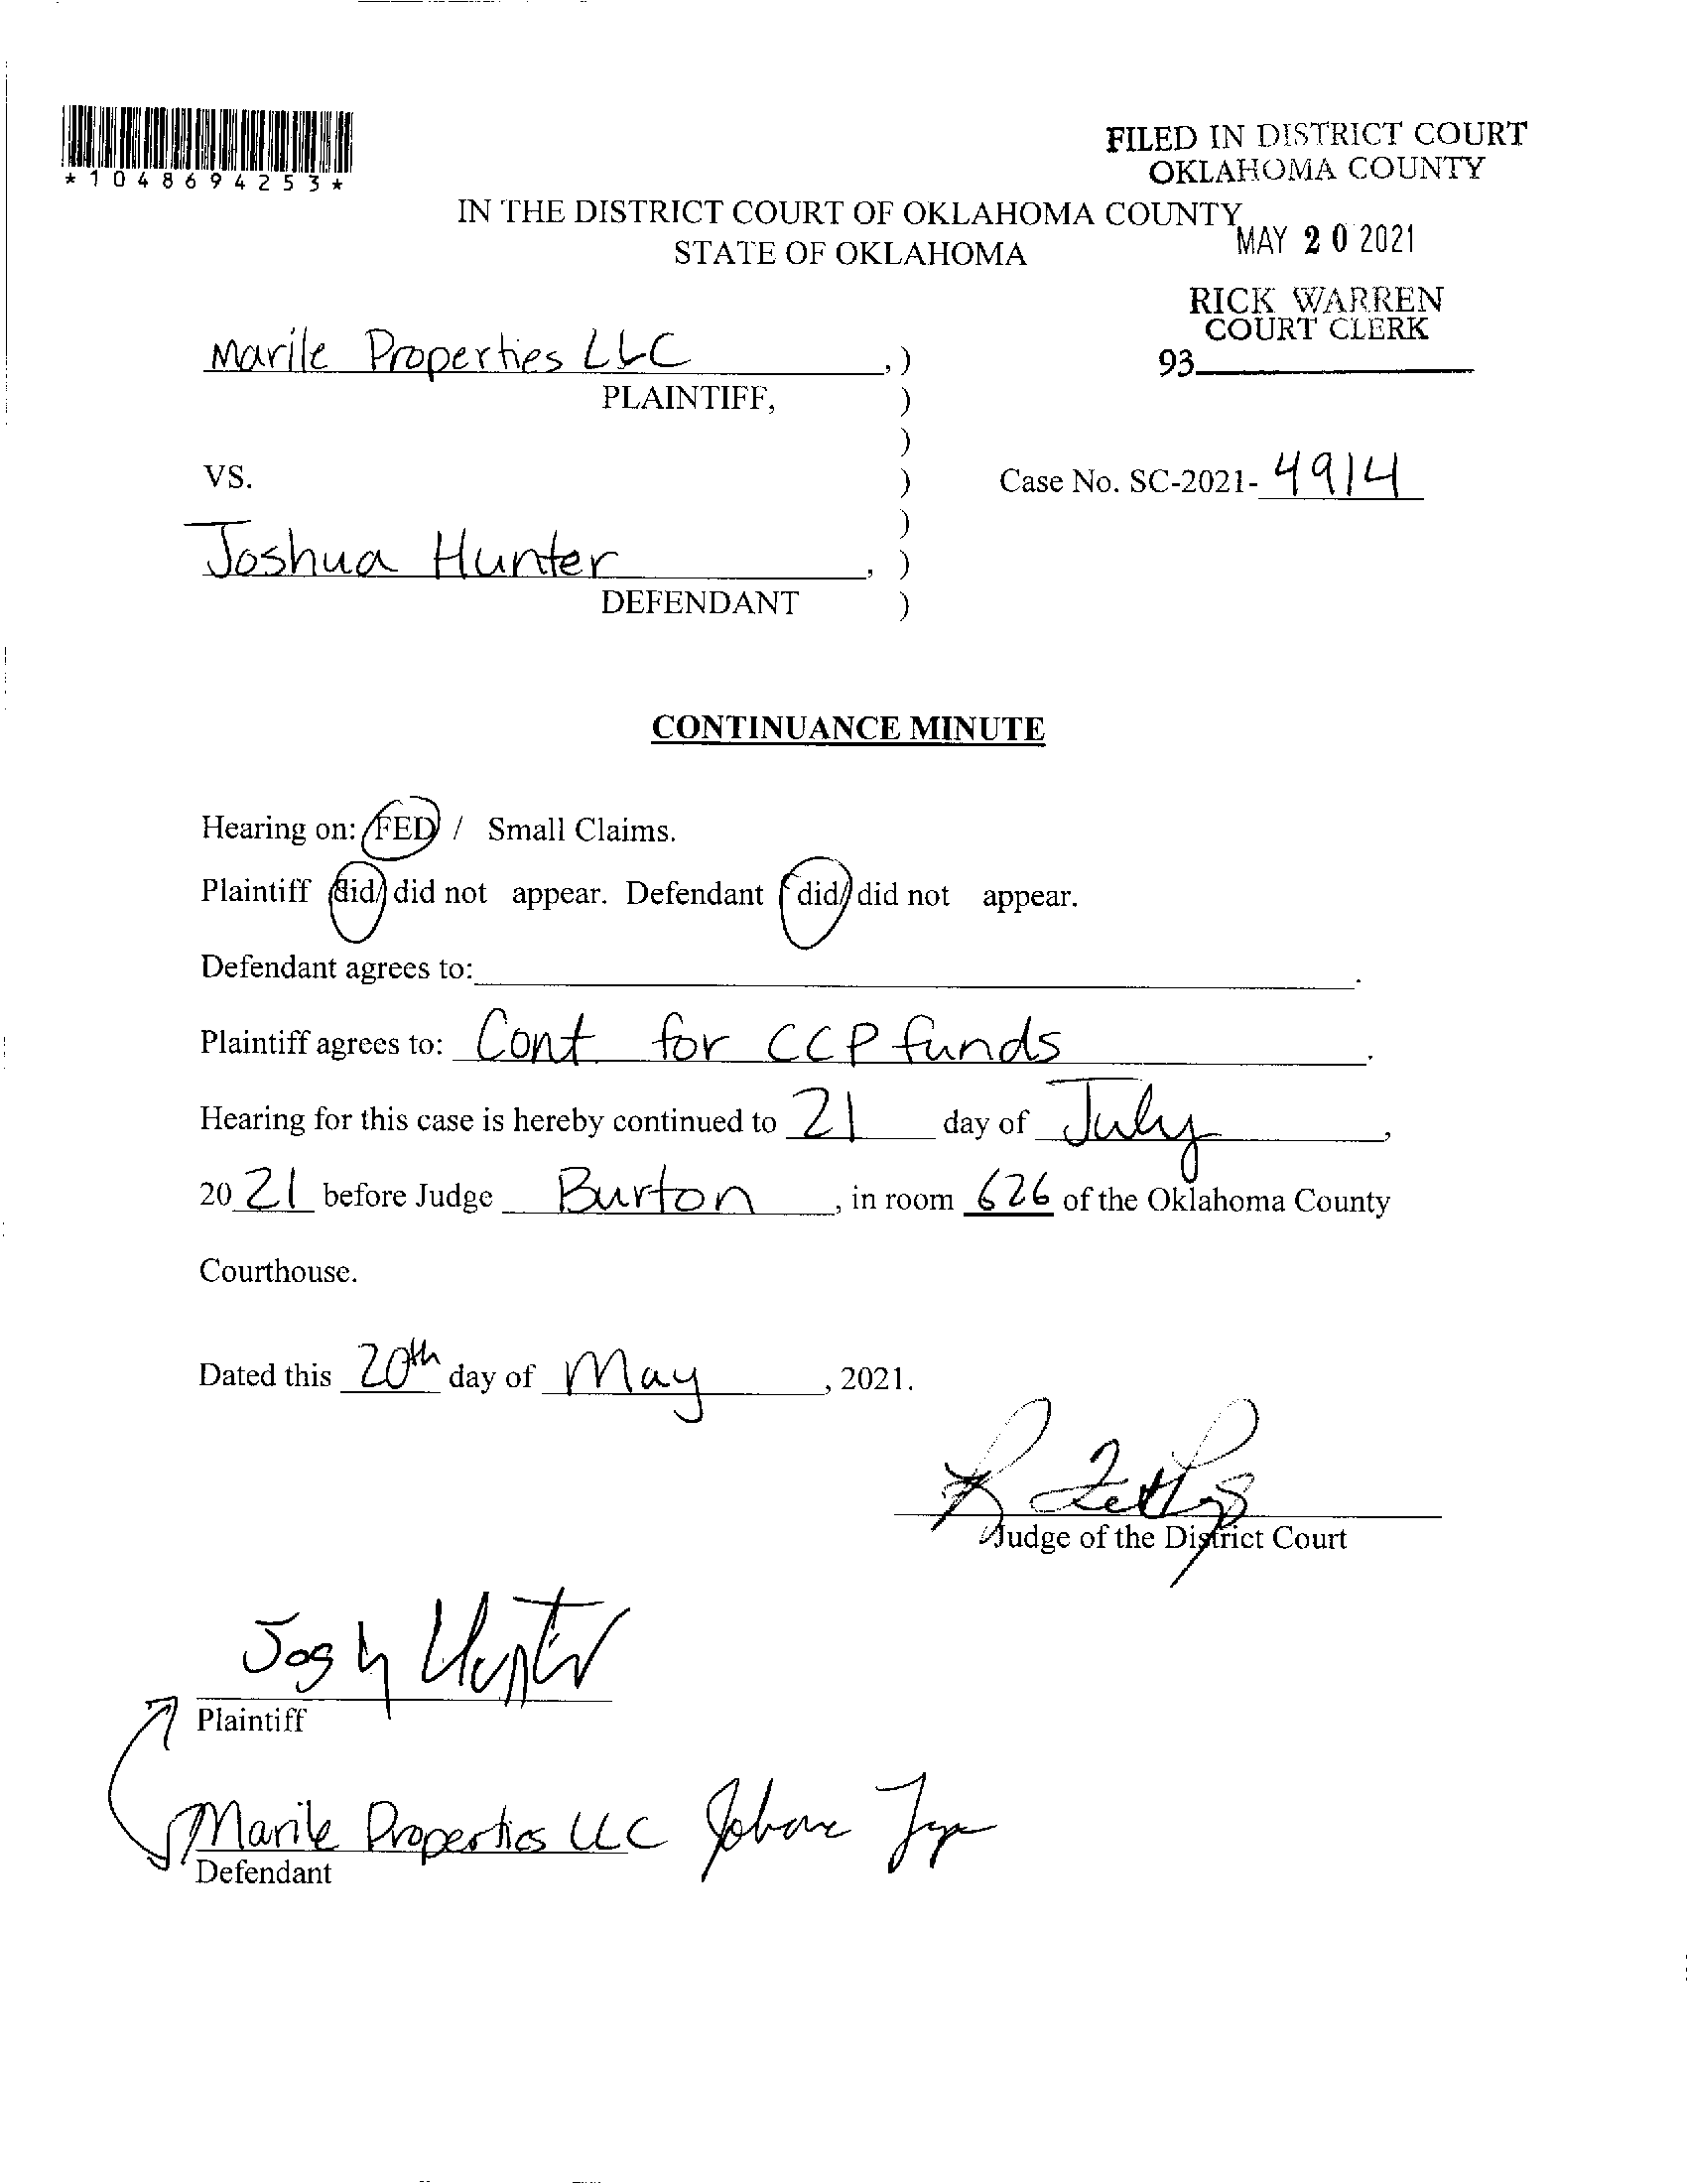 *1048694253*
FILED IN DISTRICT COURT
OKLAHOMA COUNTY
IN THE DISTRICT COURT OF OKLAHOMA COUNTY
STATE OF OKLAHOMA
MAY 20 2021
RICK WARREN
COURT CLERK
93
Marile Properties LLC ,)
PLAINTIFF, )
)
VS. )
Case No. SC-2021- 4914
)
Joshua Hunter , )
DEFENDANT )
CONTINUANCE MINUTE
Hearing on: FED / Small Claims.
Plaintiff did/ did not appear. Defendant did/ did not appear.
Defendant agrees to: .
Plaintiff agrees to: Cont for CCP funds .
Hearing for this case is hereby continued to 21 day of July ,
20 21 before Judge Burton , in room 626 of the Oklahoma County
Courthouse.
Dated this 20th day of May , 2021.
Judge of the District Court
Josh Hunter
Plaintiff
Marile Properties LLC
Defendant